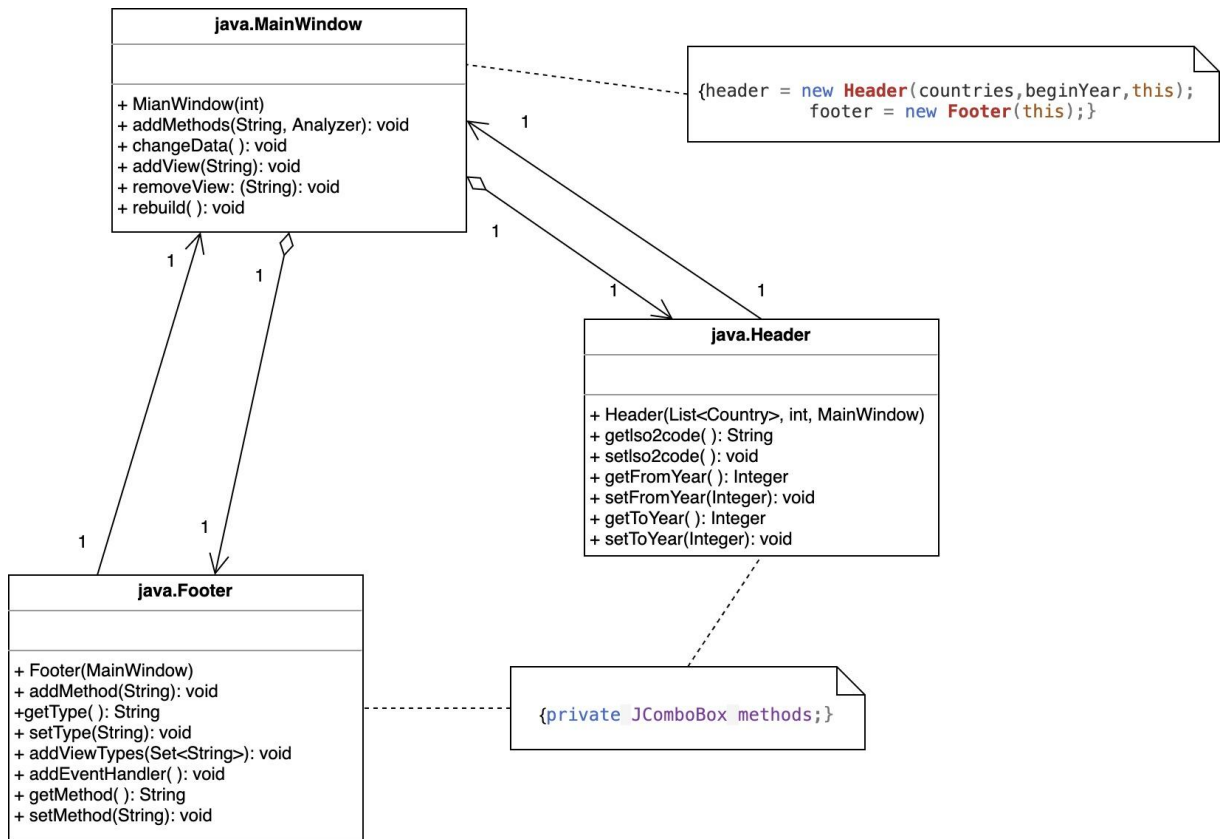 java.MainWindow
+ MianWindow(int)
+ addMethods(String, Analyzer): void
+ changeData( ): void
+ addView(String): void
+ removeView: (String): void
+ rebuild( ): void
{header = new Header(countries,beginYear,this);
footer = new Footer(this);}
1
1
1
1
1
1
1
1
java.Header
+ Header(List<Country>, int, MainWindow)
+ getIso2code( ): String
+ setIso2code( ): void
+ getFromYear( ): Integer
+ setFromYear(Integer): void
+ getToYear( ): Integer
+ setToYear(Integer): void
java.Footer
+ Footer(MainWindow)
+ addMethod(String): void
+getType( ): String
+ setType(String): void
+ addViewTypes(Set<String>): void
+ addEventHandler( ): void
+ getMethod( ): String
+ setMethod(String): void
{private JComboBox methods;}